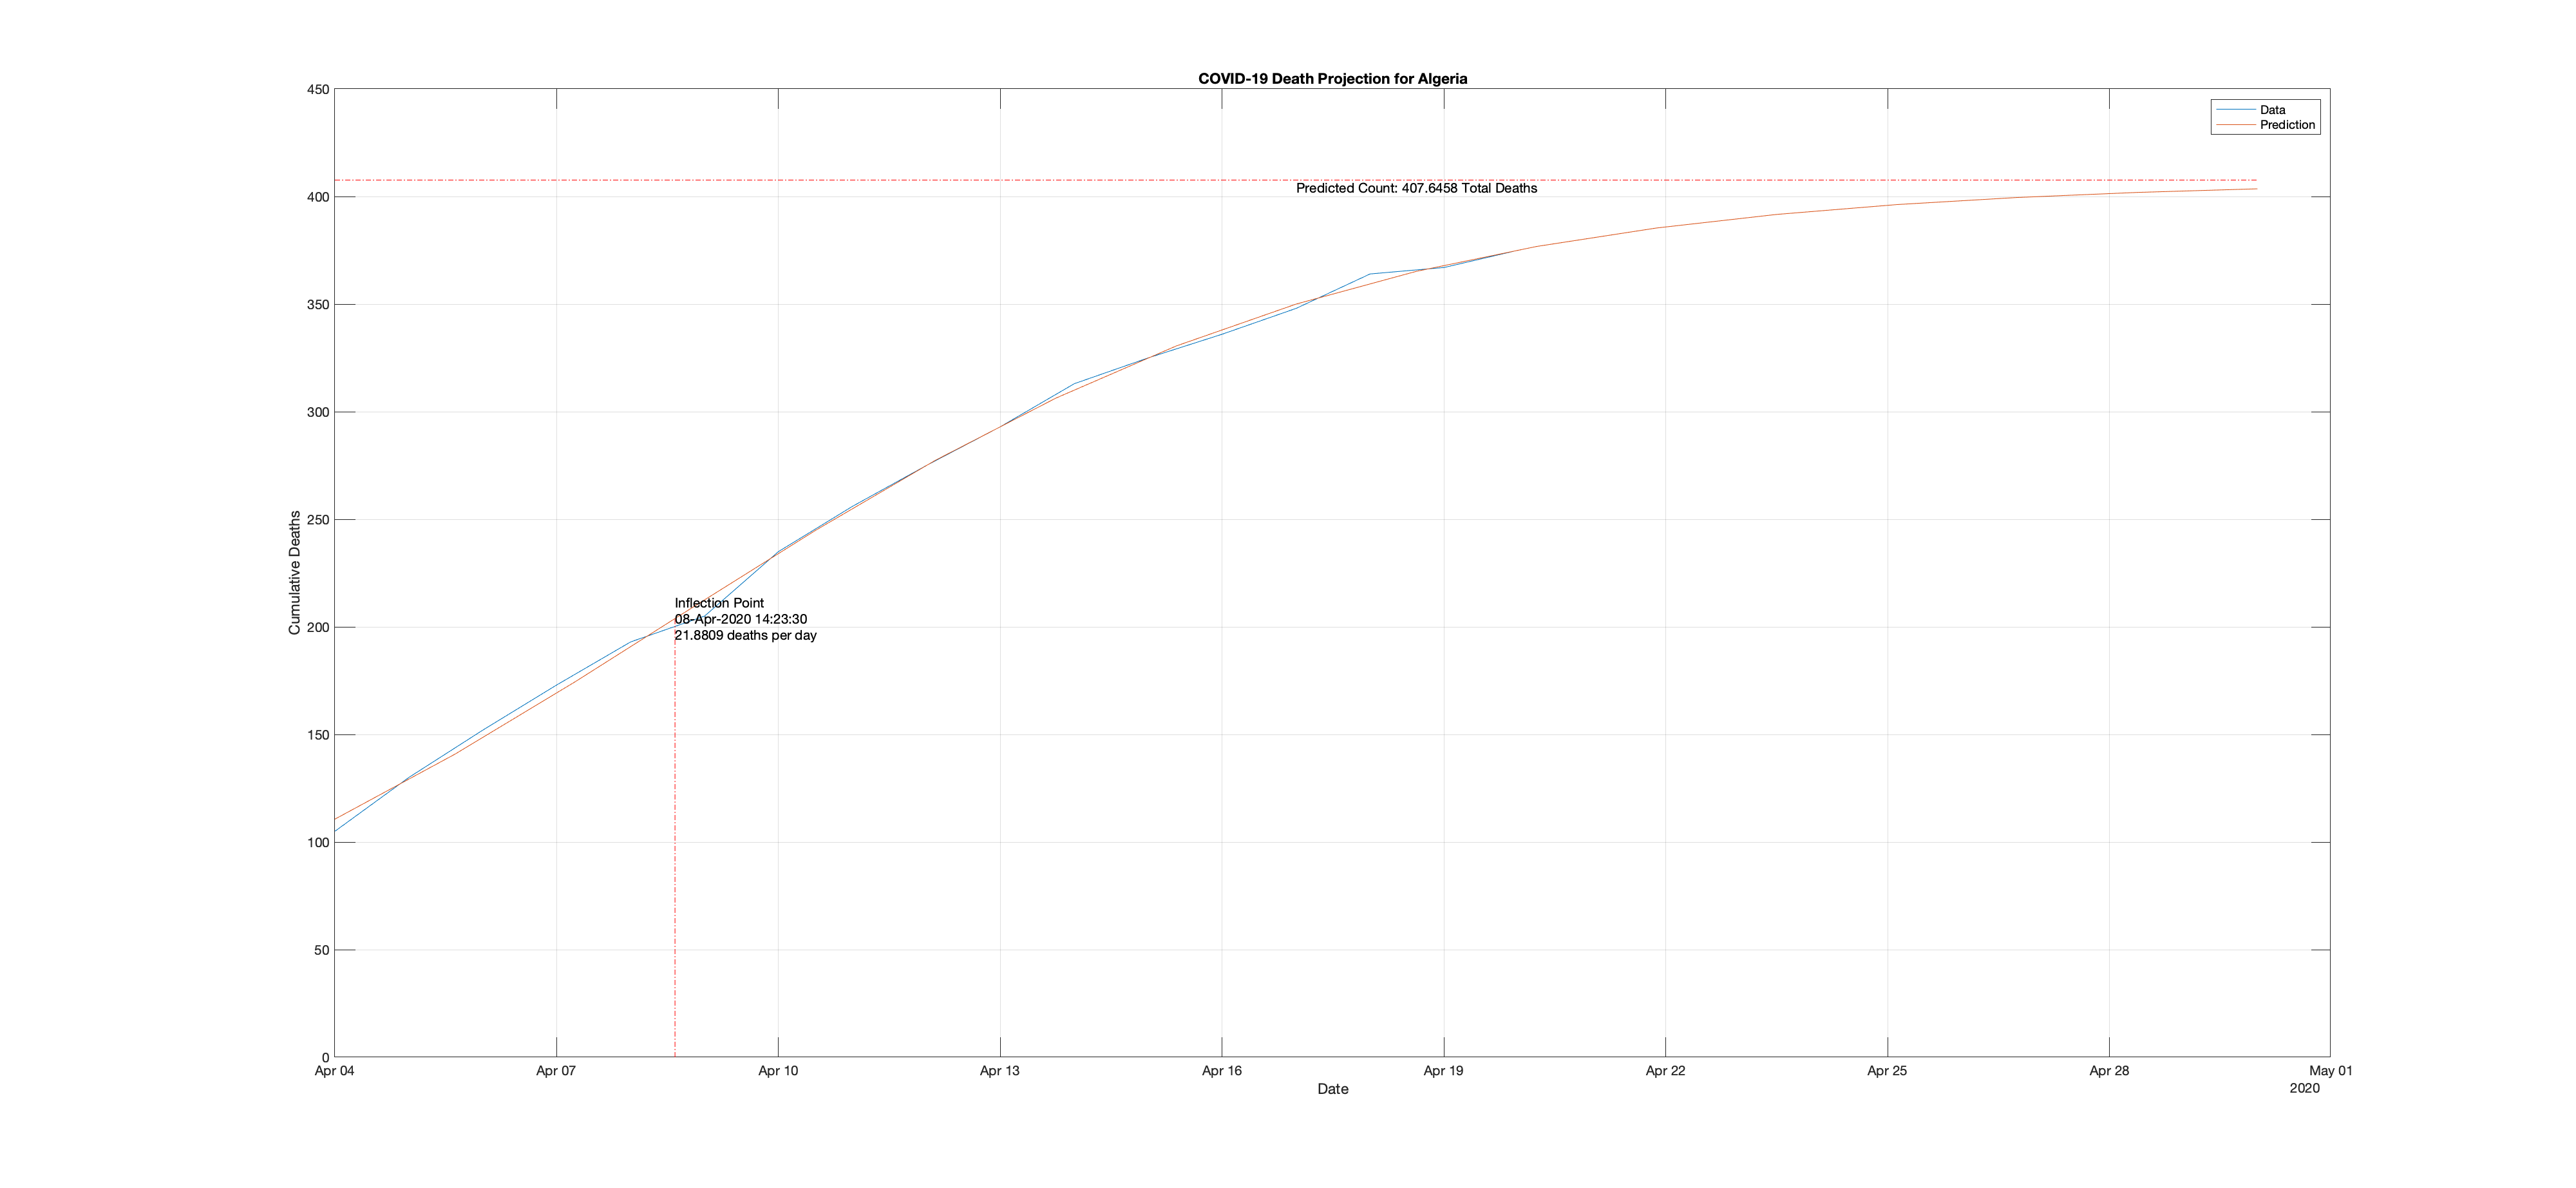 COVID-19 Death Projection for Algeria
450
400
350
300
250
200
150
100
50
0
Cumulative Deaths
Data
Prediction
Predicted Count: 407.6458 Total Deaths
Inflection Point
08-Apr-2020 14:23:30
21.8809 deaths per day
Apr 04 Apr 07 Apr 10 Apr 13 Apr 16 Apr 19 Apr 22 Apr 25 Apr 28 May 01
2020
Date